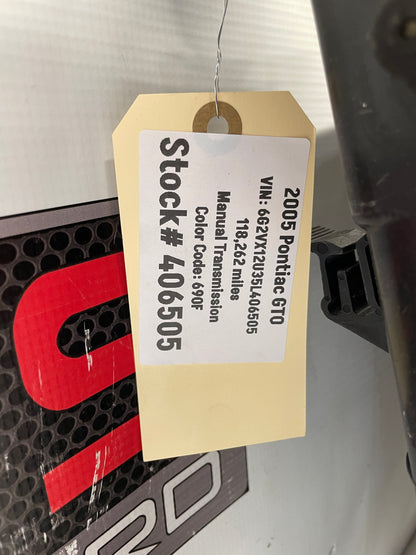 2005 Pontiac GTO
VIN: 6G2VX12U35L406505
118,262 miles
Manual Transmission
Color Code: 690F
Stock# 406505